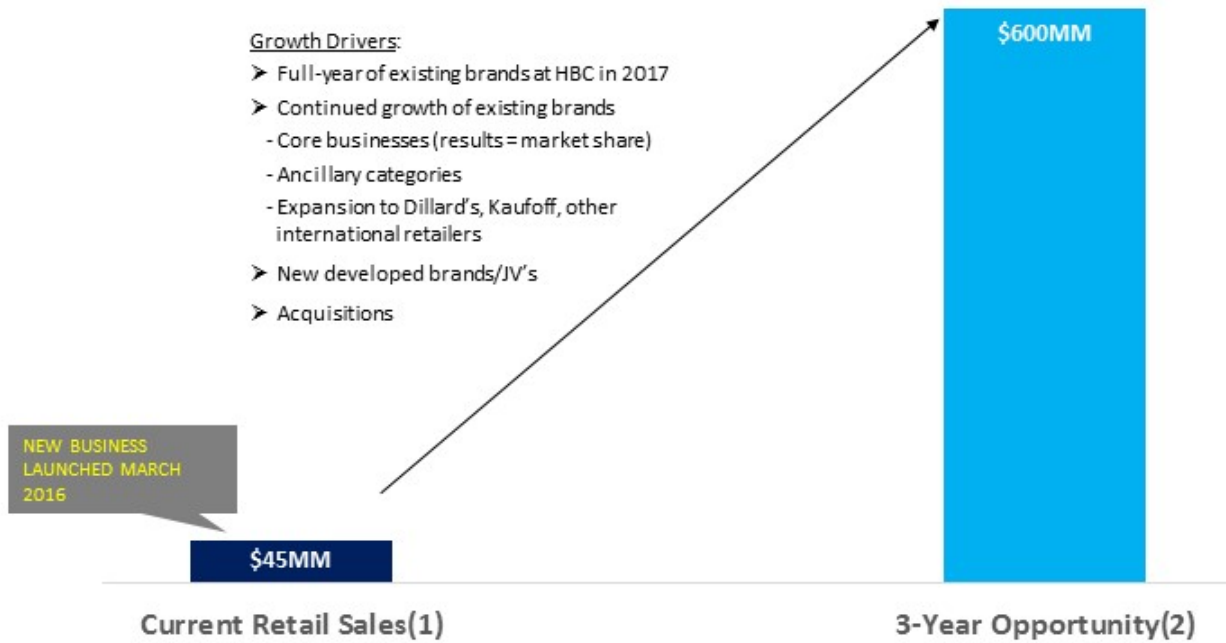 $600MM
Growth Drivers:
➤ Full-year of existing brands at HBC in 2017
➤ Continued growth of existing brands
- Core businesses (results = market share)
- Ancillary categories
- Expansion to Dillard's, Kaufoff, other
international retailers
➤ New developed brands/JV's
➤ Acquisitions
NEW BUSINESS
LAUNCHED MARCH
2016
$45MM
Current Retail Sales(1)
3-Year Opportunity(2)